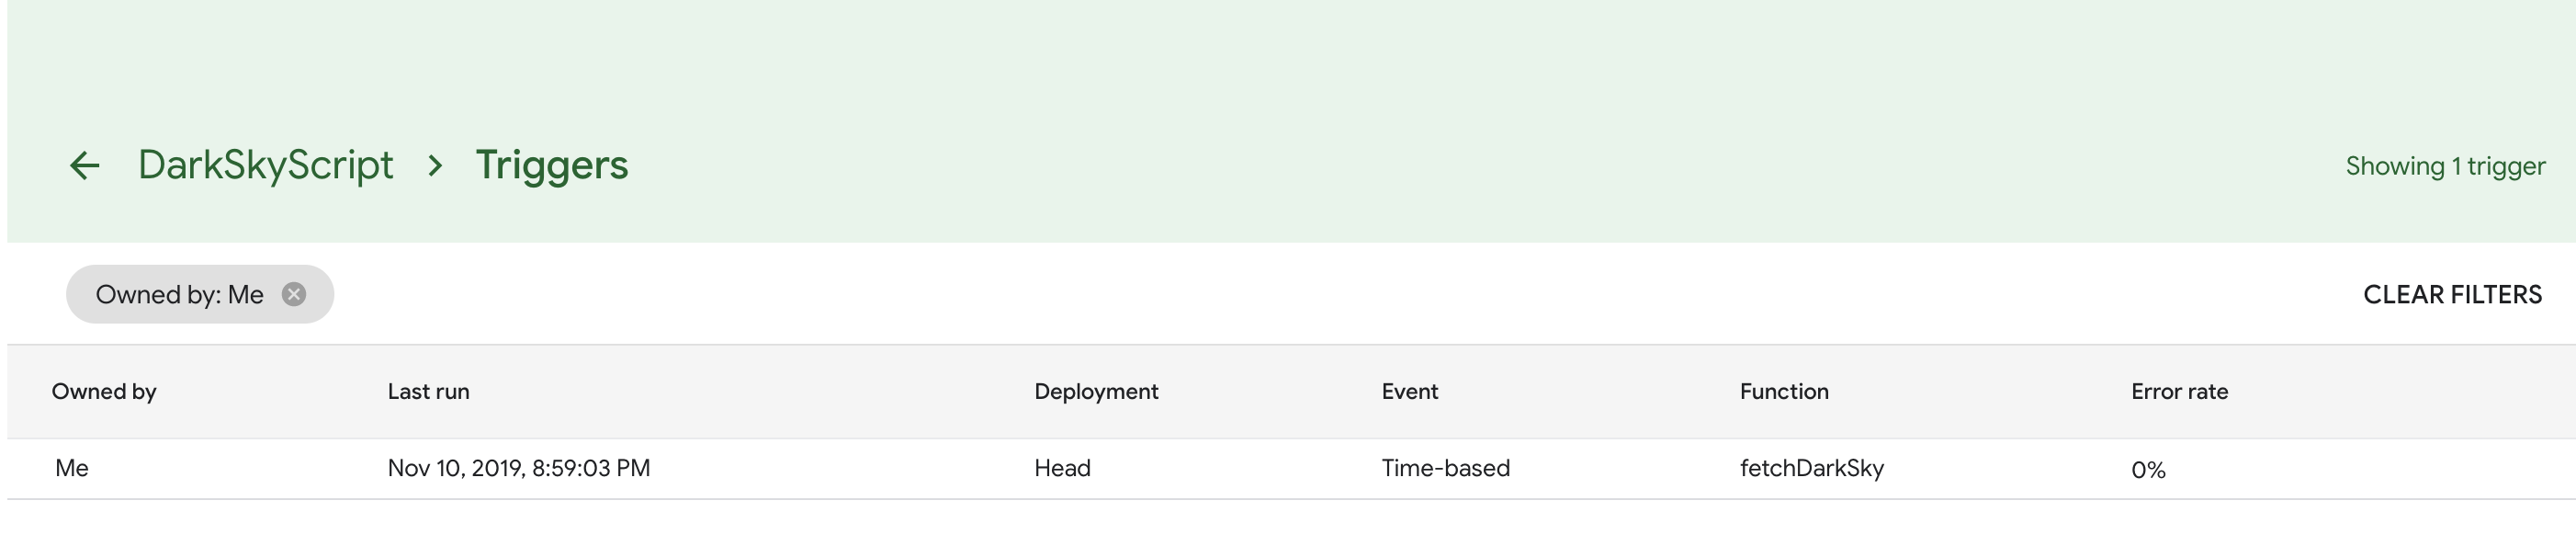 DarkSkyScript > Triggers
Showing 1 trigger
Owned by: Me
CLEAR FILTERS
Owned by Last run Deployment Event Function Error rate
Me Nov 10, 2019, 8:59:03 PM Head Time-based fetchDarkSky 0%